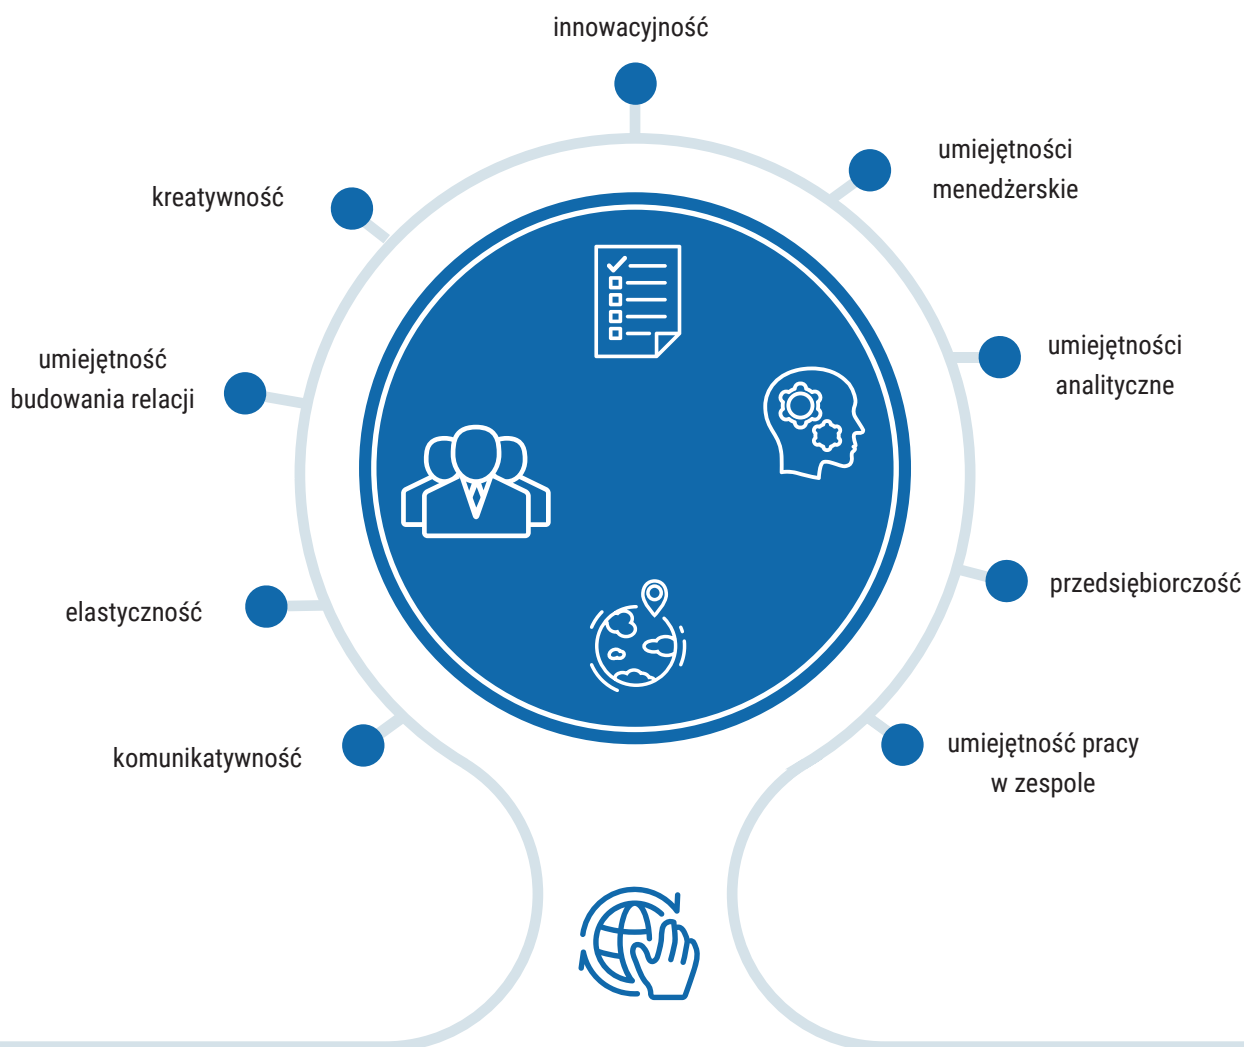 innowacyjność
umiejętności
menedżerskie
kreatywność
umiejętności
analityczne
umiejętność
budowania relacji
przedsiębiorczość
elastyczność
umiejętność pracy
w zespole
komunikatywność